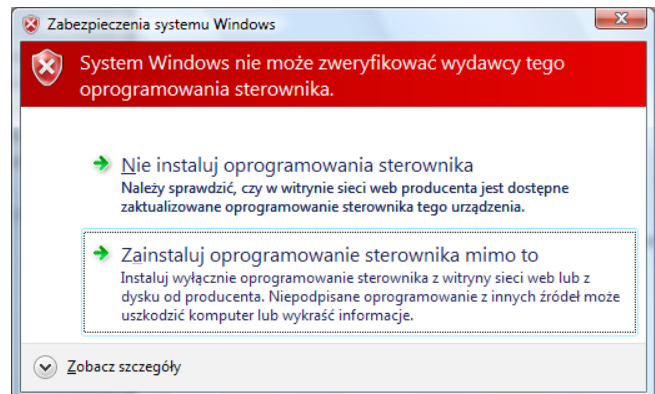 Zabezpieczenia systemu Windows
System Windows nie może zweryfikować wydawcy tego
oprogramowania sterownika.
Nie instaluj oprogramowania sterownika
Należy sprawdzić, czy w witrynie sieci web producenta jest dostępne
zaktualizowane oprogramowanie sterownika tego urządzenia.
Zainstaluj oprogramowanie sterownika mimo to
Instaluj wyłącznie oprogramowanie sterownika z witryny sieci web lub z
dysku od producenta. Niepodpisane oprogramowanie z innych źródeł może
uszkodzić komputer lub wykraść informacje.
Zobacz szczegóły